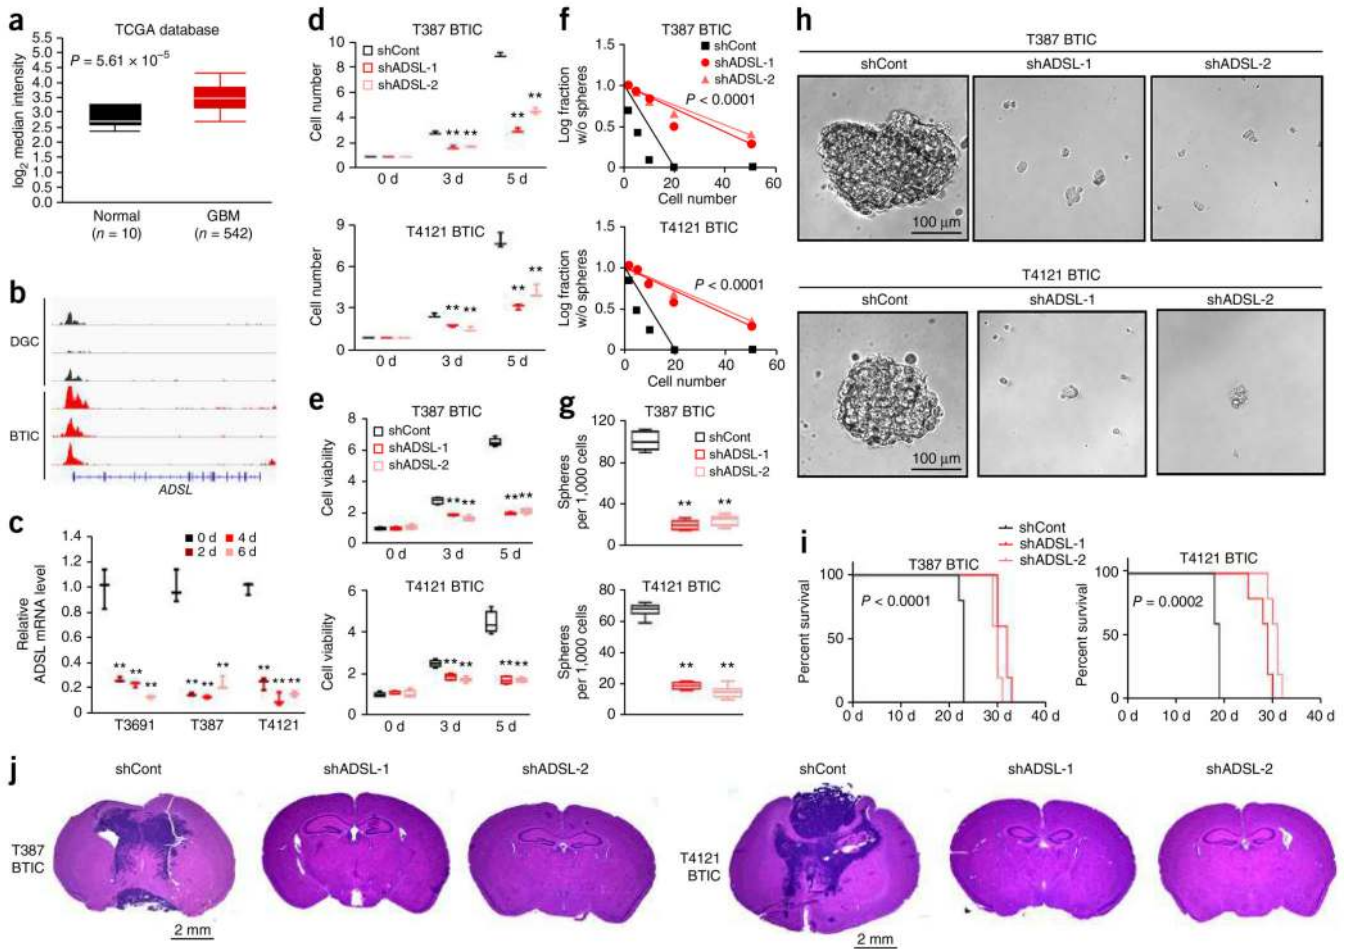 a
TCGA database
5.5
5.0
4.5
4.0
3.5
3.0
2.5
2.0
1.5
1.0
0.5
0.0
log2 median intensity
P = 5.61 × 10–5
Normal
(n = 10)
GBM
(n = 542)
b
DGC
BTIC
ADSL
c
1.4
1.2
1.0
0.8
0.6
0.4
0.2
0
Relative
ADSL mRNA level
0 d
4 d
2 d
6 d
** ** **
** ** **
** ** **
T3691
T387
T4121
d
T387 BTIC
10
8
6
4
2
0
Cell number
shCont
shADSL-1
shADSL-2
** **
** **
0 d
3 d
5 d
T4121 BTIC
9
6
3
0
Cell number
** **
** **
0 d
3 d
5 d
e
T387 BTIC
8
6
4
2
0
Cell viability
shCont
shADSL-1
shADSL-2
** **
** **
0 d
3 d
5 d
T4121 BTIC
6
4
2
0
Cell viability
** **
** **
0 d
3 d
5 d
f
T387 BTIC
1.5
1.0
0.5
0
Log fraction
w/o spheres
shCont
shADSL-1
shADSL-2
P < 0.0001
0
20
40
60
Cell number
T4121 BTIC
1.5
1.0
0.5
0
Log fraction
w/o spheres
P < 0.0001
0
20
40
60
Cell number
g
T387 BTIC
120
80
40
0
Spheres
per 1,000 cells
shCont
shADSL-1
shADSL-2
** **
T4121 BTIC
80
60
40
20
0
Spheres
per 1,000 cells
** **
h
T387 BTIC
shCont
shADSL-1
shADSL-2
100 μm
T4121 BTIC
shCont
shADSL-1
shADSL-2
100 μm
i
shCont
shADSL-1
shADSL-2
T387 BTIC
100
50
0
Percent survival
P < 0.0001
0 d
10 d
20 d
30 d
40 d
T4121 BTIC
100
50
0
Percent survival
P = 0.0002
0 d
10 d
20 d
30 d
40 d
j
shCont
shADSL-1
shADSL-2
T387
BTIC
2 mm
shCont
shADSL-1
shADSL-2
T4121
BTIC
2 mm